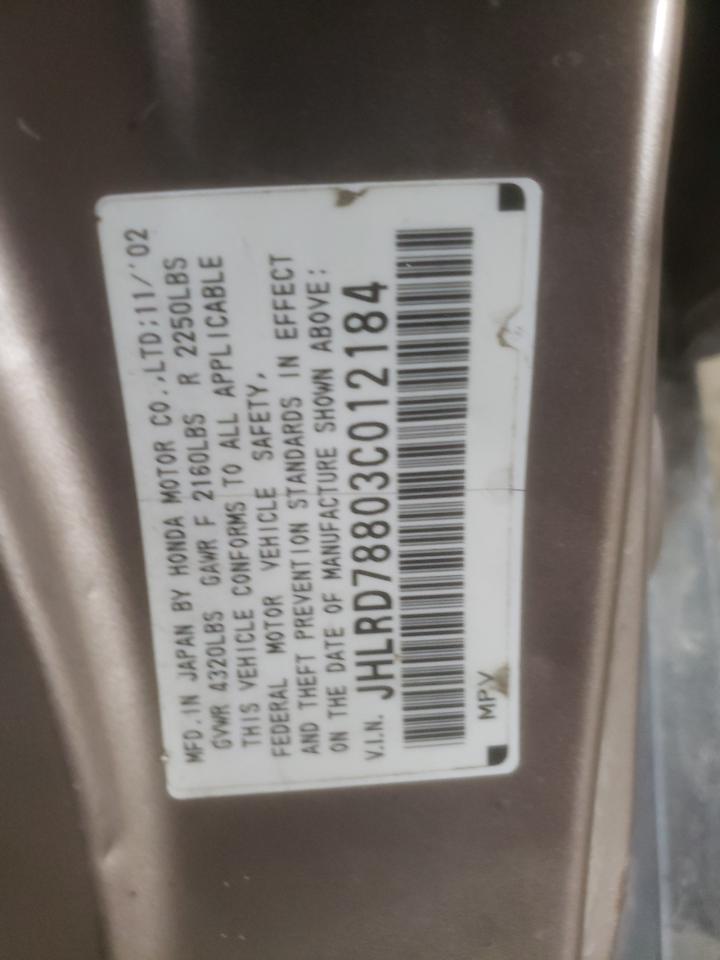 MFD. IN JAPAN BY HONDA MOTOR CO.,LTD;11/'02
GVWR 4320LBS GAWR F 2160LBS R 2250LBS
THIS VEHICLE CONFORMS TO ALL APPLICABLE
FEDERAL MOTOR VEHICLE SAFETY,
AND THEFT PREVENTION STANDARDS IN EFFECT
ON THE DATE OF MANUFACTURE SHOWN ABOVE:
V.I.N. JHLRD78803C012184
MPV